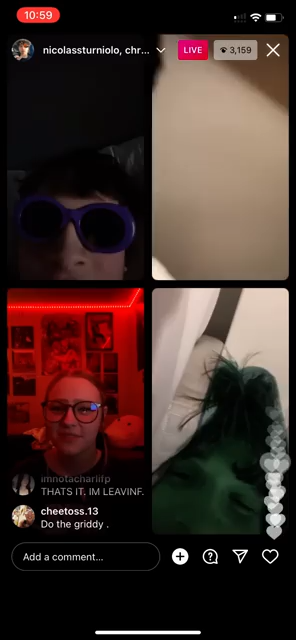 10:59
nicolassturniolo, chr...
LIVE
3,159
imnotacharlifp
THATS IT. IM LEAVINF.
cheetoss.13
Do the griddy .
Add a comment...